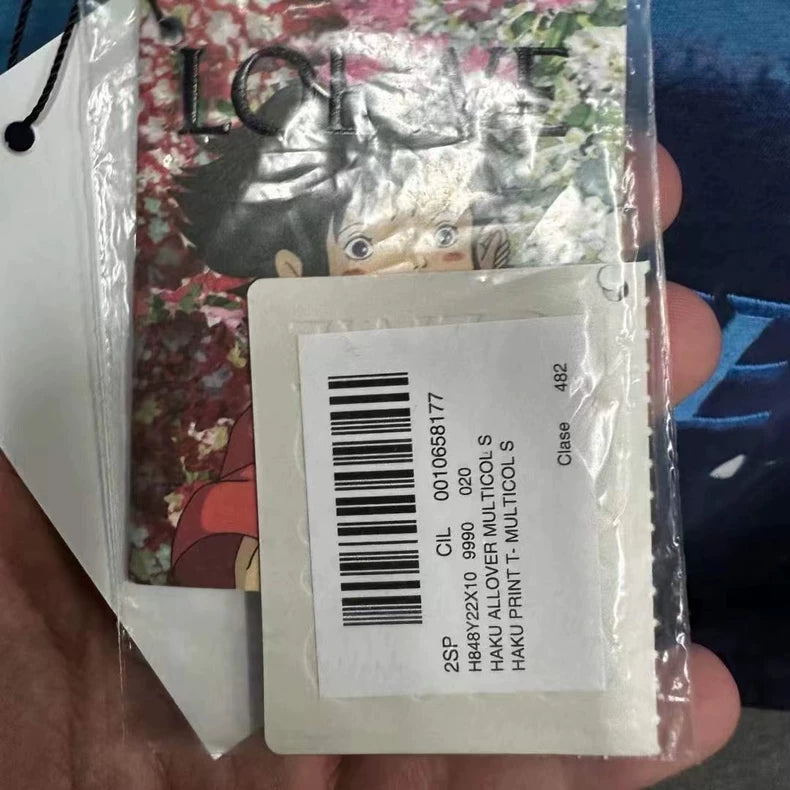 LOEWE
2SP CIL 0010658177
H848Y22X10 9990 020
HAKU ALLOVER MULTICOL S
HAKU PRINT T- MULTICOL S
Clase 482